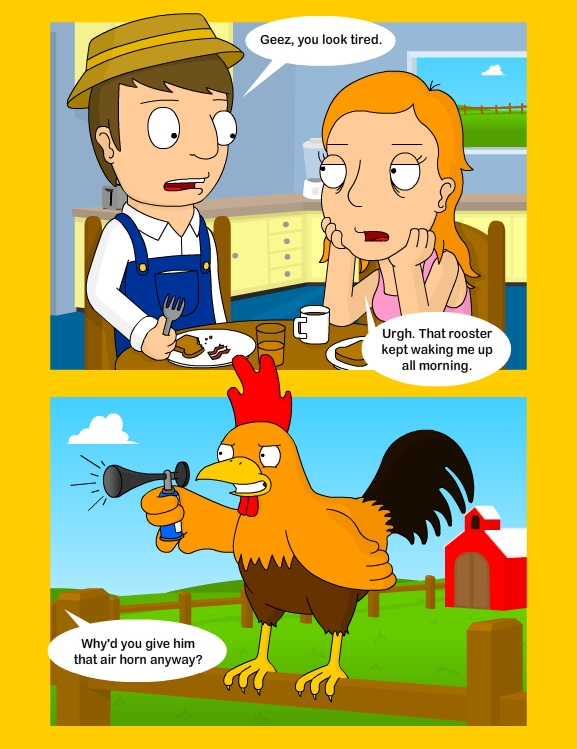 Geez, you look tired.
Urgh. That rooster
kept waking me up
all morning.
Why'd you give him
that air horn anyway?